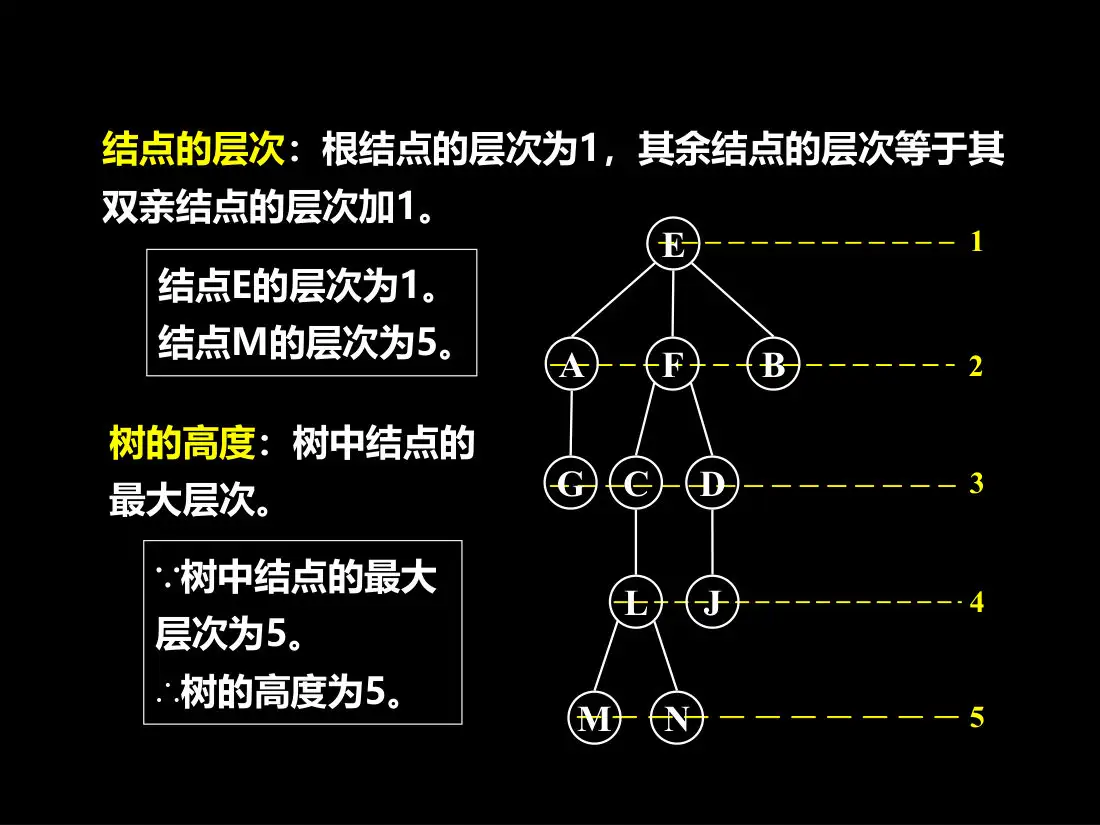 结点的层次：根结点的层次为1，其余结点的层次等于其
双亲结点的层次加1。
结点E的层次为1。
结点M的层次为5。
树的高度：树中结点的
最大层次。
∵树中结点的最大
层次为5。
∴树的高度为5。
E 1
A F B 2
G C D 3
L J 4
M N 5